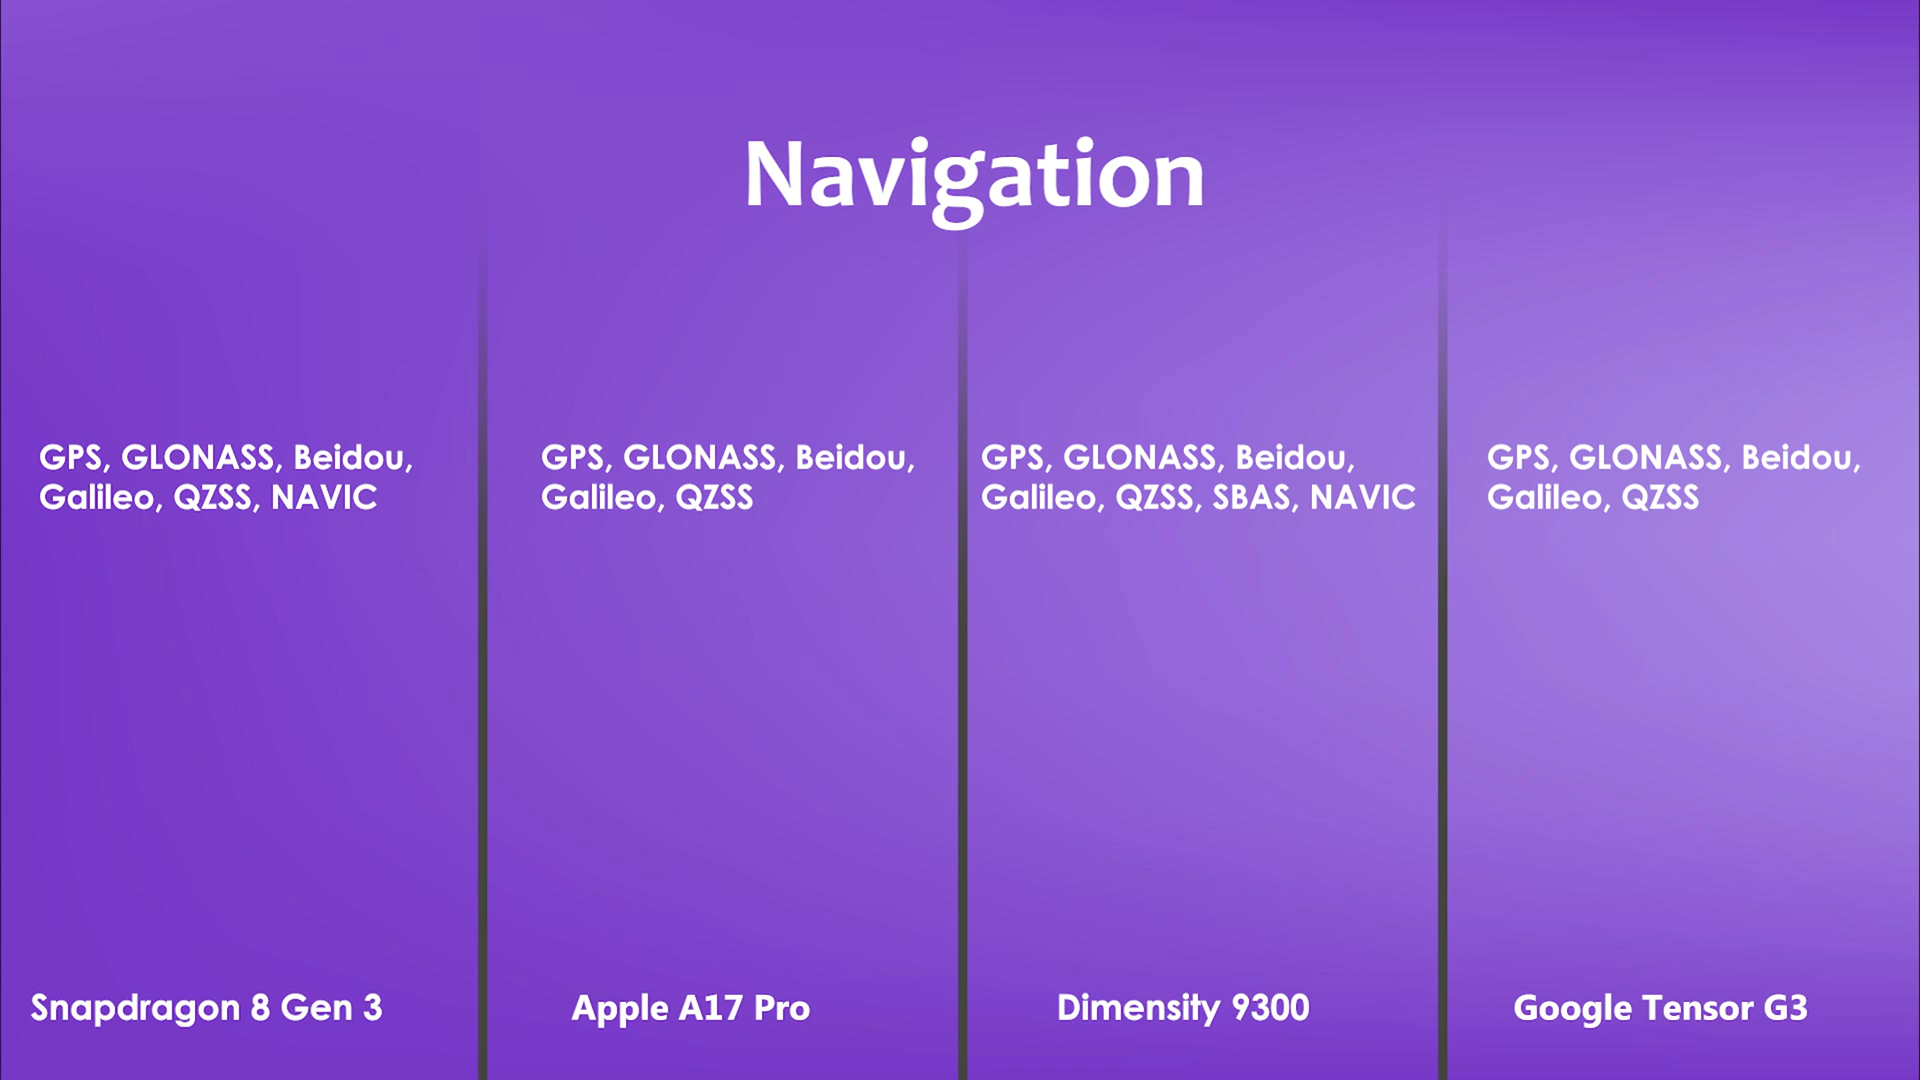 Navigation
GPS, GLONASS, Beidou,
Galileo, QZSS, NAVIC
GPS, GLONASS, Beidou,
Galileo, QZSS
GPS, GLONASS, Beidou,
Galileo, QZSS, SBAS, NAVIC
GPS, GLONASS, Beidou,
Galileo, QZSS
Snapdragon 8 Gen 3
Apple A17 Pro
Dimensity 9300
Google Tensor G3